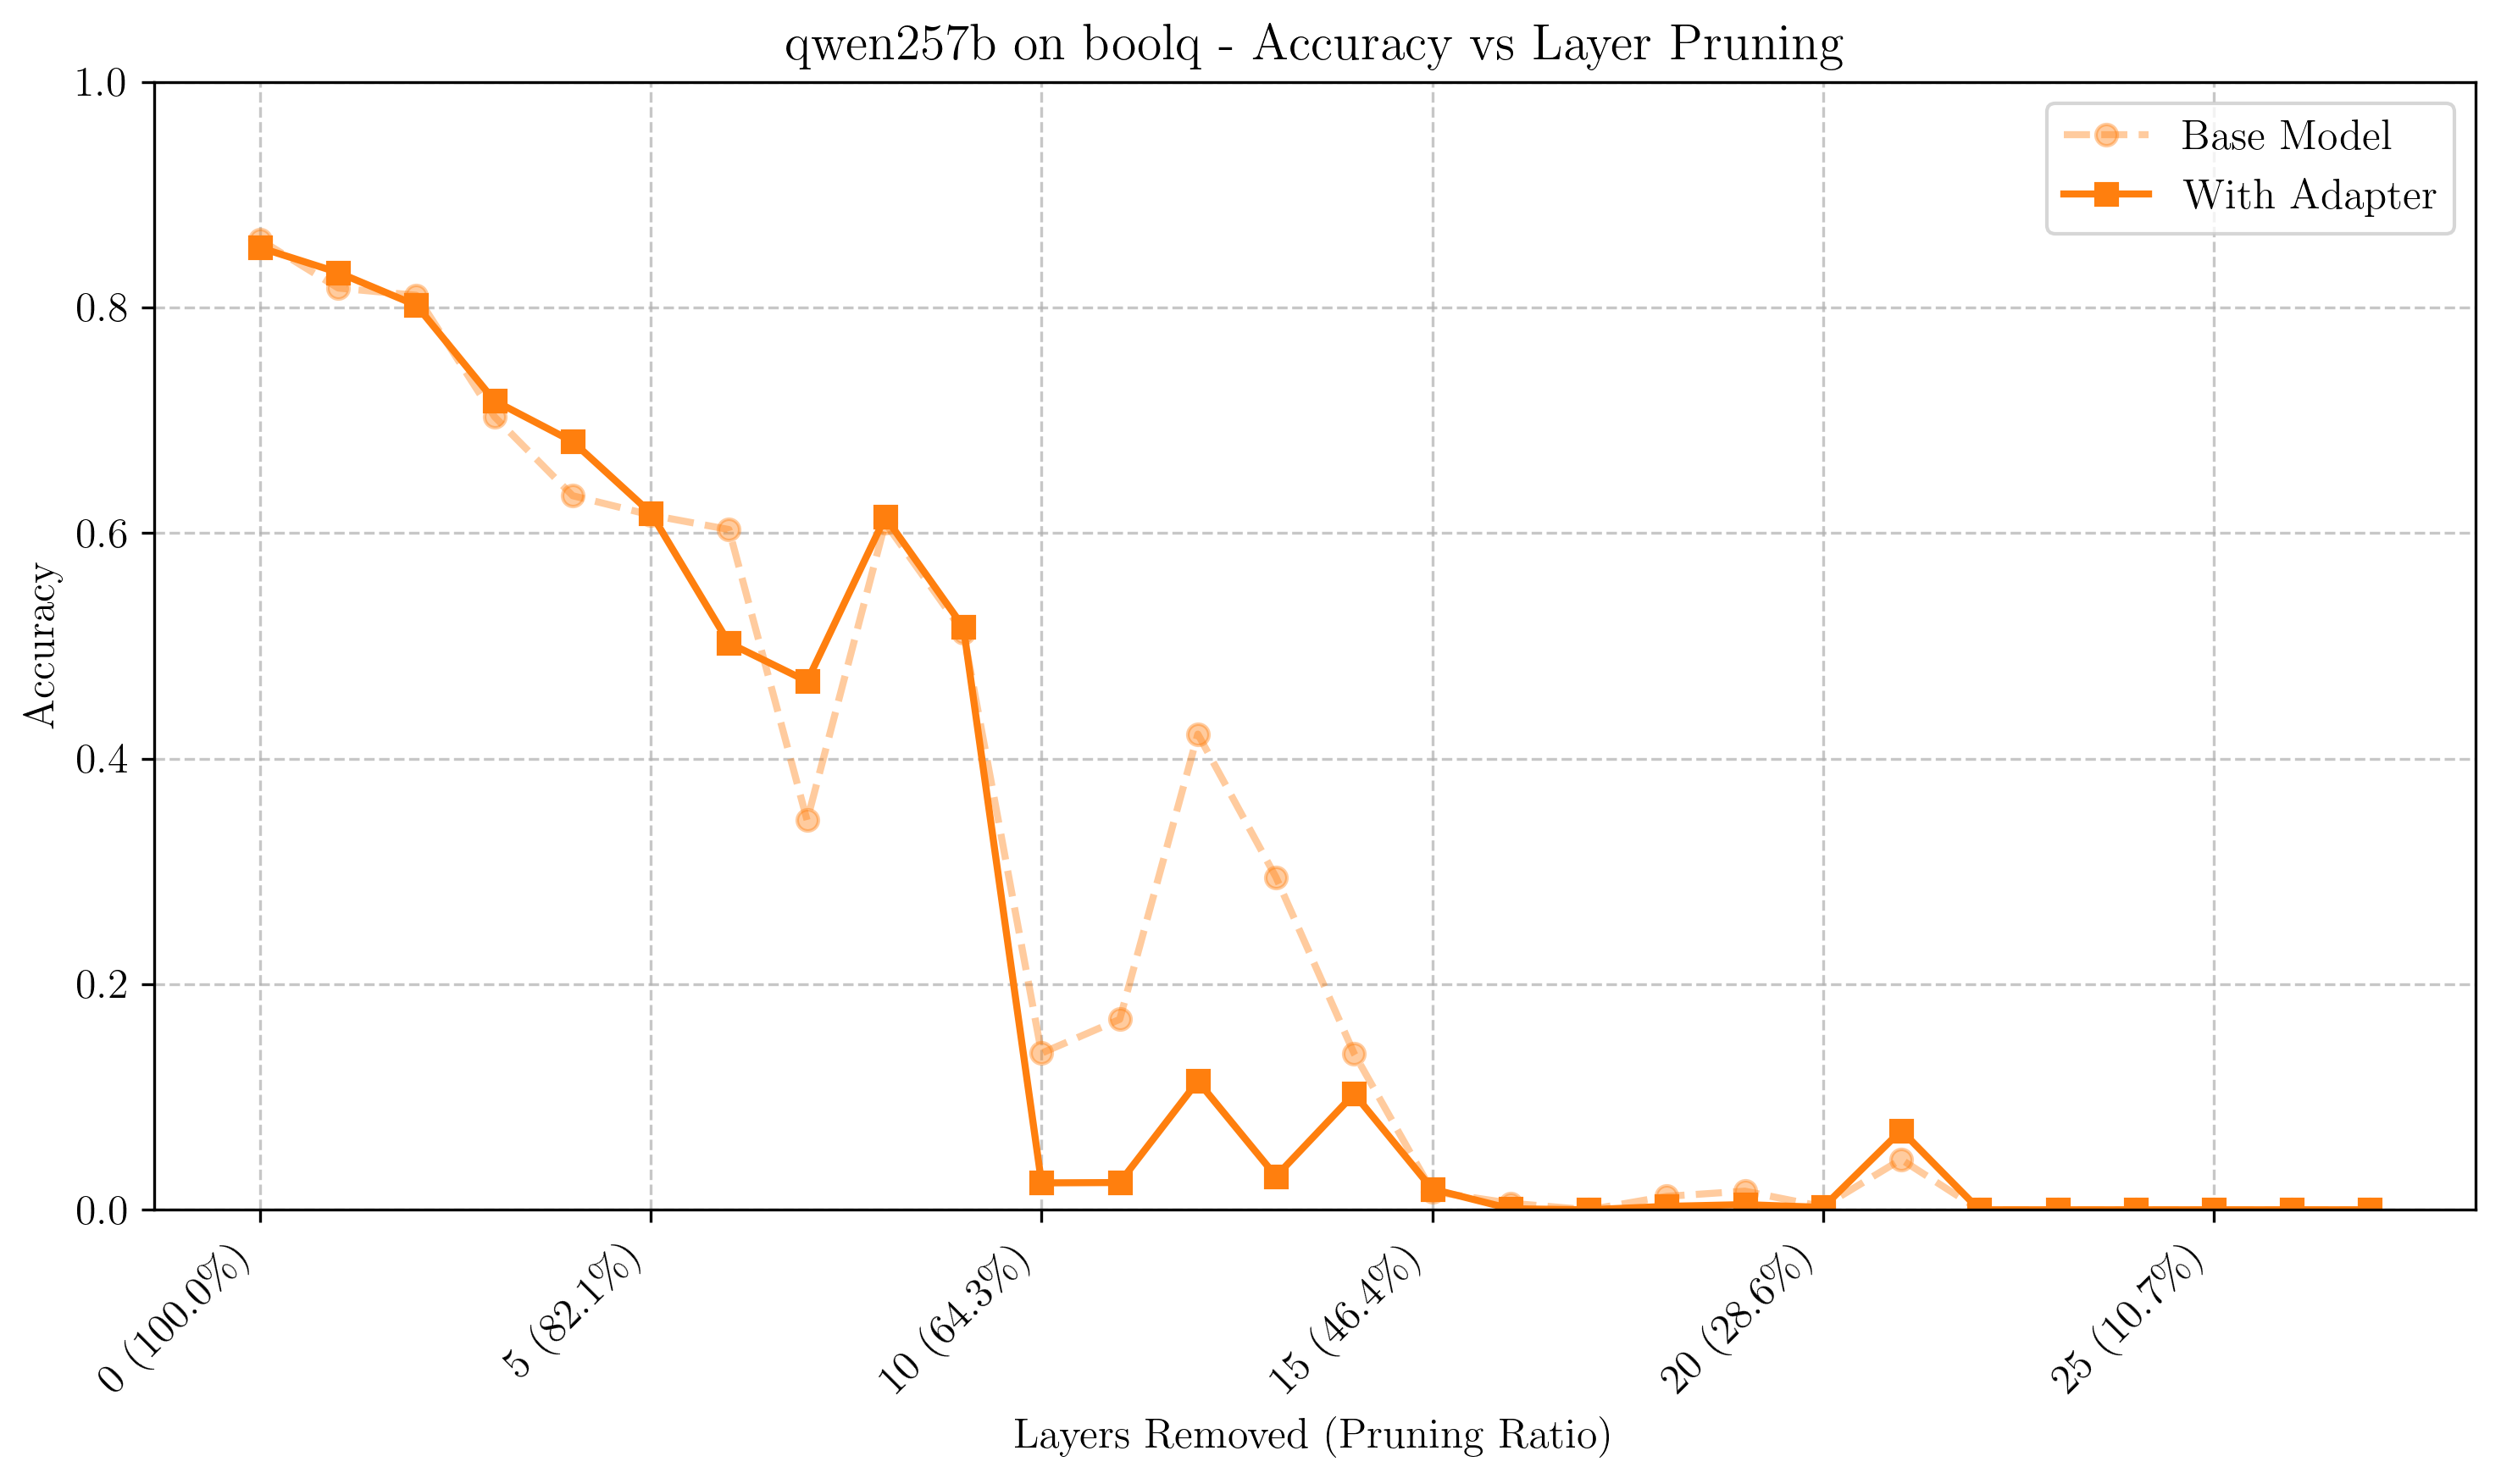 qwen257b on boolq - Accuracy vs Layer Pruning
1.0
0.8
0.6
0.4
0.2
0.0
Accuracy
Base Model
With Adapter
0 (100.0%)
5 (82.1%)
10 (64.3%)
15 (46.4%)
20 (28.6%)
25 (10.7%)
Layers Removed (Pruning Ratio)